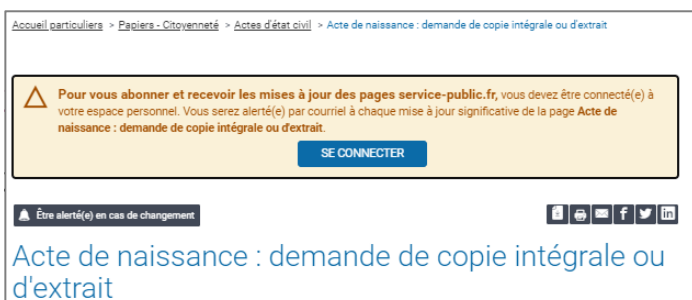 Accueil particuliers > Papiers - Citoyenneté > Actes d'état civil > Acte de naissance : demande de copie intégrale ou d'extrait
Pour vous abonner et recevoir les mises à jour des pages service-public.fr, vous devez être connecté(e) à
votre espace personnel. Vous serez alerté(e) par courriel à chaque mise à jour significative de la page Acte de
naissance : demande de copie intégrale ou d'extrait.
SE CONNECTER
Être alerté(e) en cas de changement
Acte de naissance : demande de copie intégrale ou
d'extrait